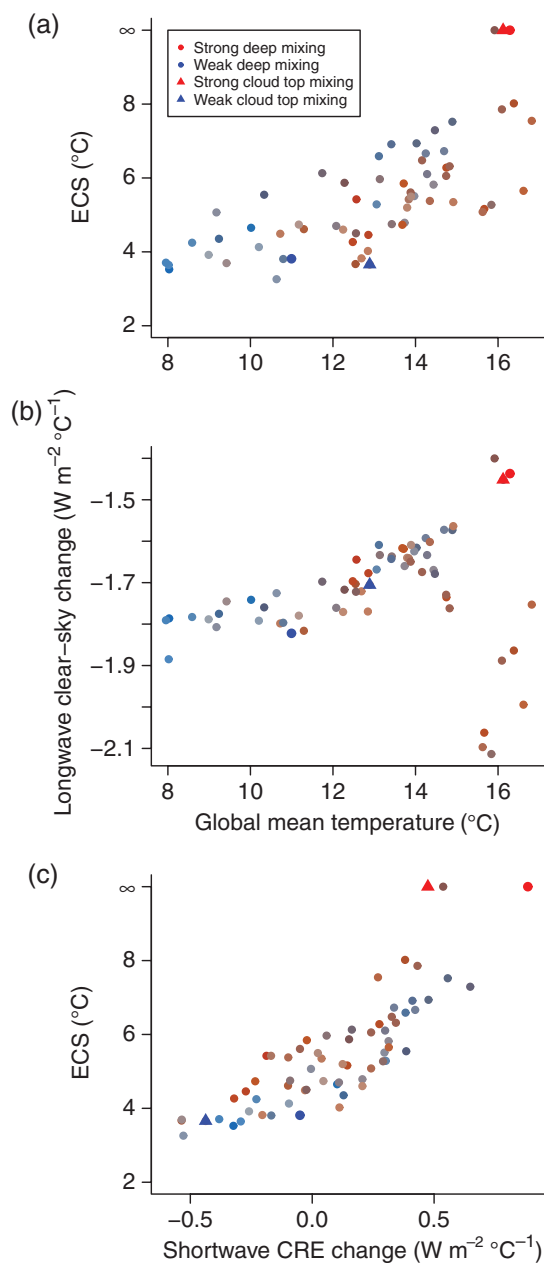 (a)
∞
8
6
4
2
ECS (°C)
Strong deep mixing
Weak deep mixing
Strong cloud top mixing
Weak cloud top mixing
8 10 12 14 16
(b)
−1.5
−1.7
−1.9
−2.1
Longwave clear−sky change (W m⁻² °C⁻¹)
8 10 12 14 16
Global mean temperature (°C)
(c)
∞
8
6
4
2
ECS (°C)
−0.5 0.0 0.5
Shortwave CRE change (W m⁻² °C⁻¹)